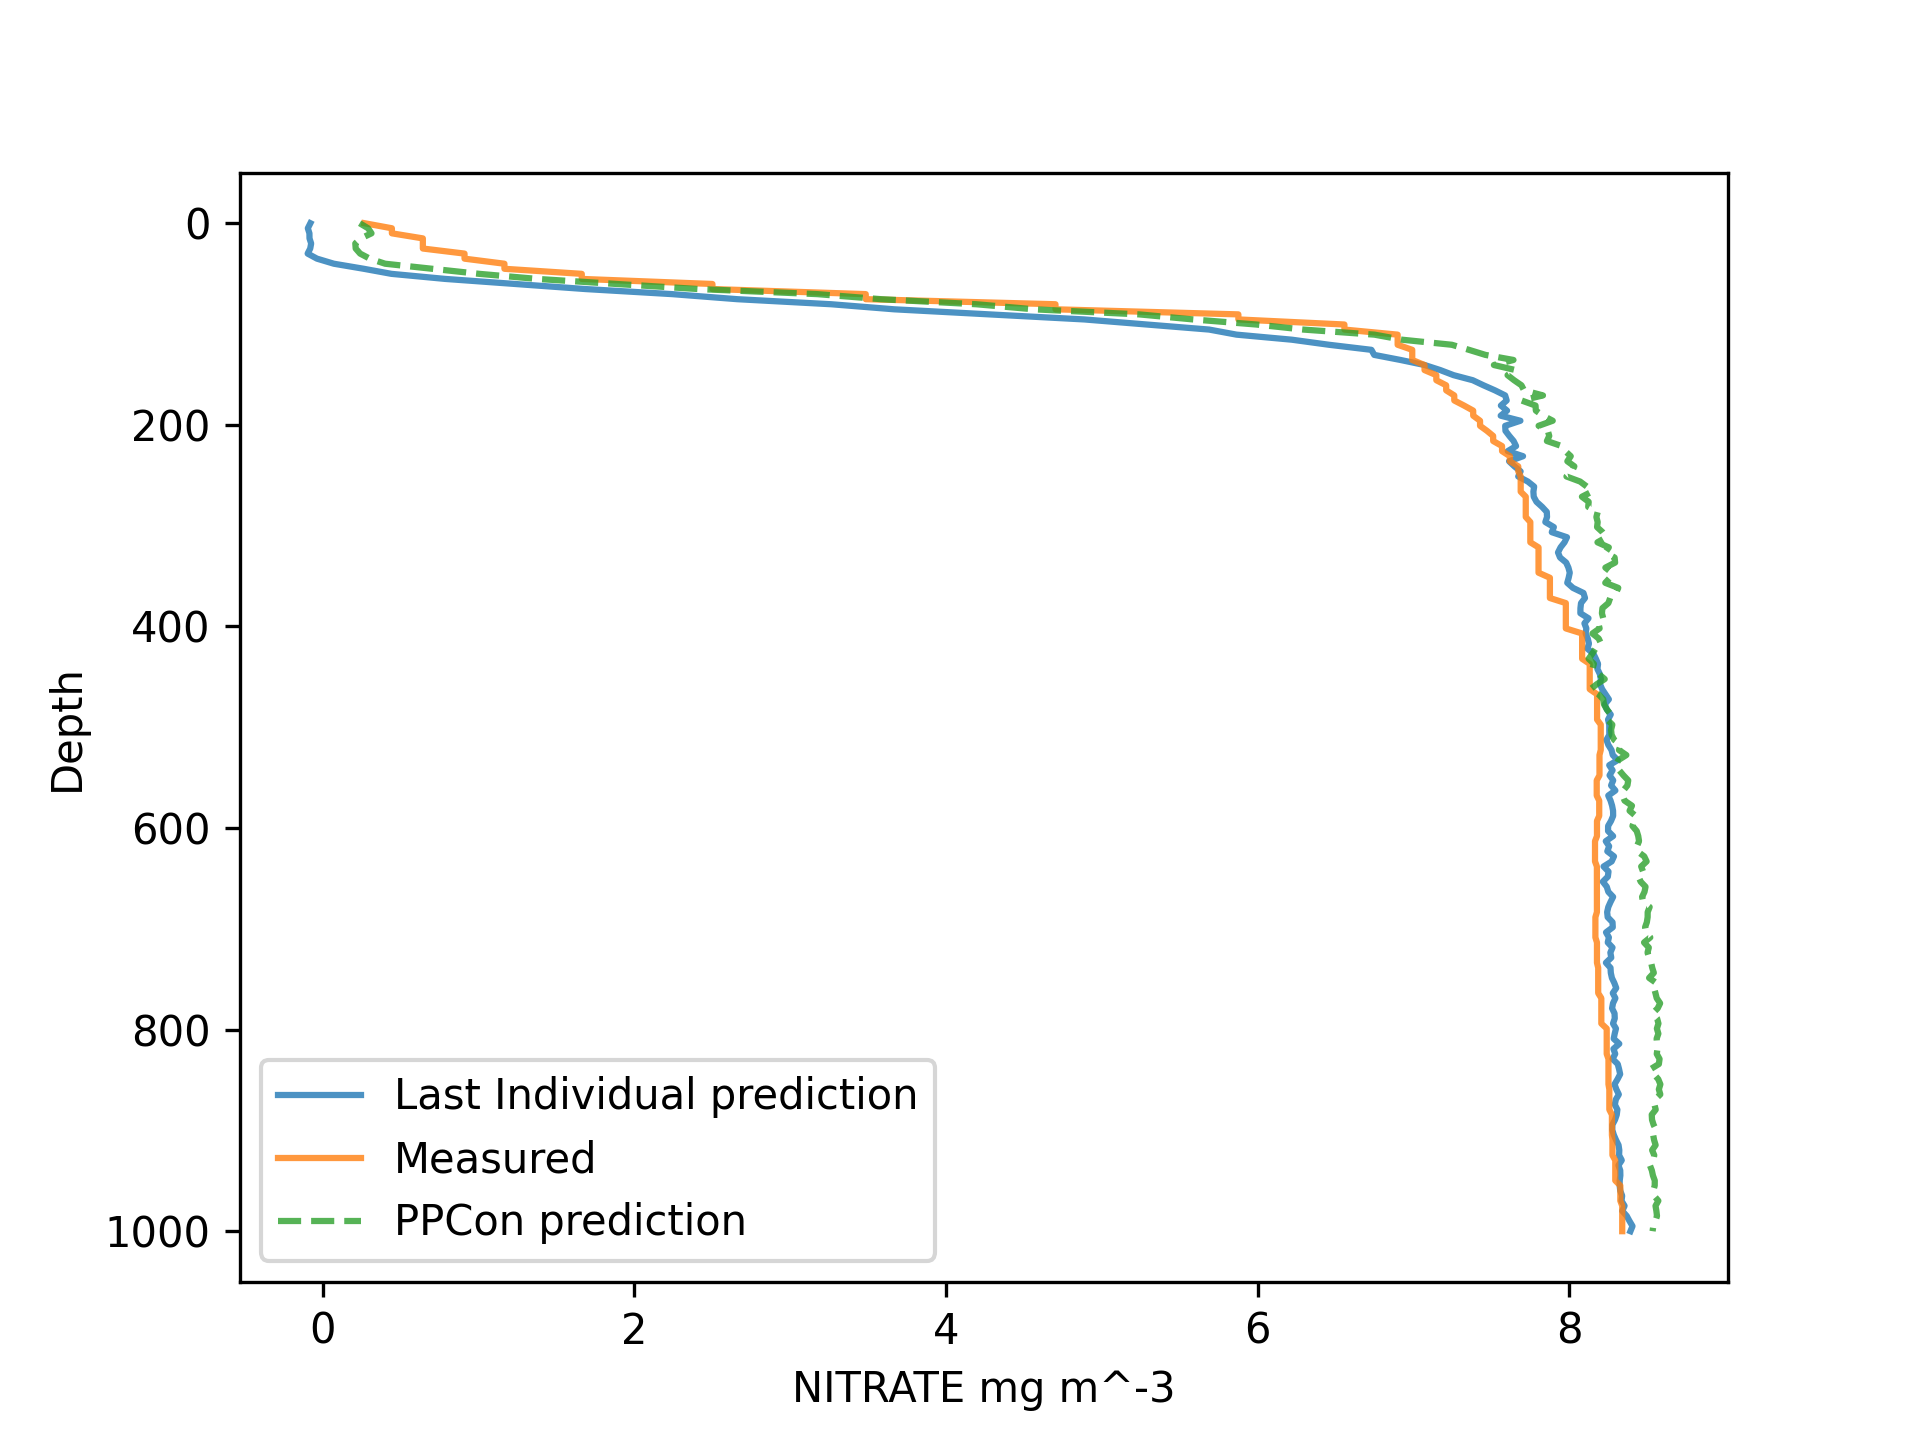 0
200
400
600
800
1000
Depth
Last Individual prediction
Measured
PPCon prediction
0 2 4 6 8
NITRATE mg m^-3